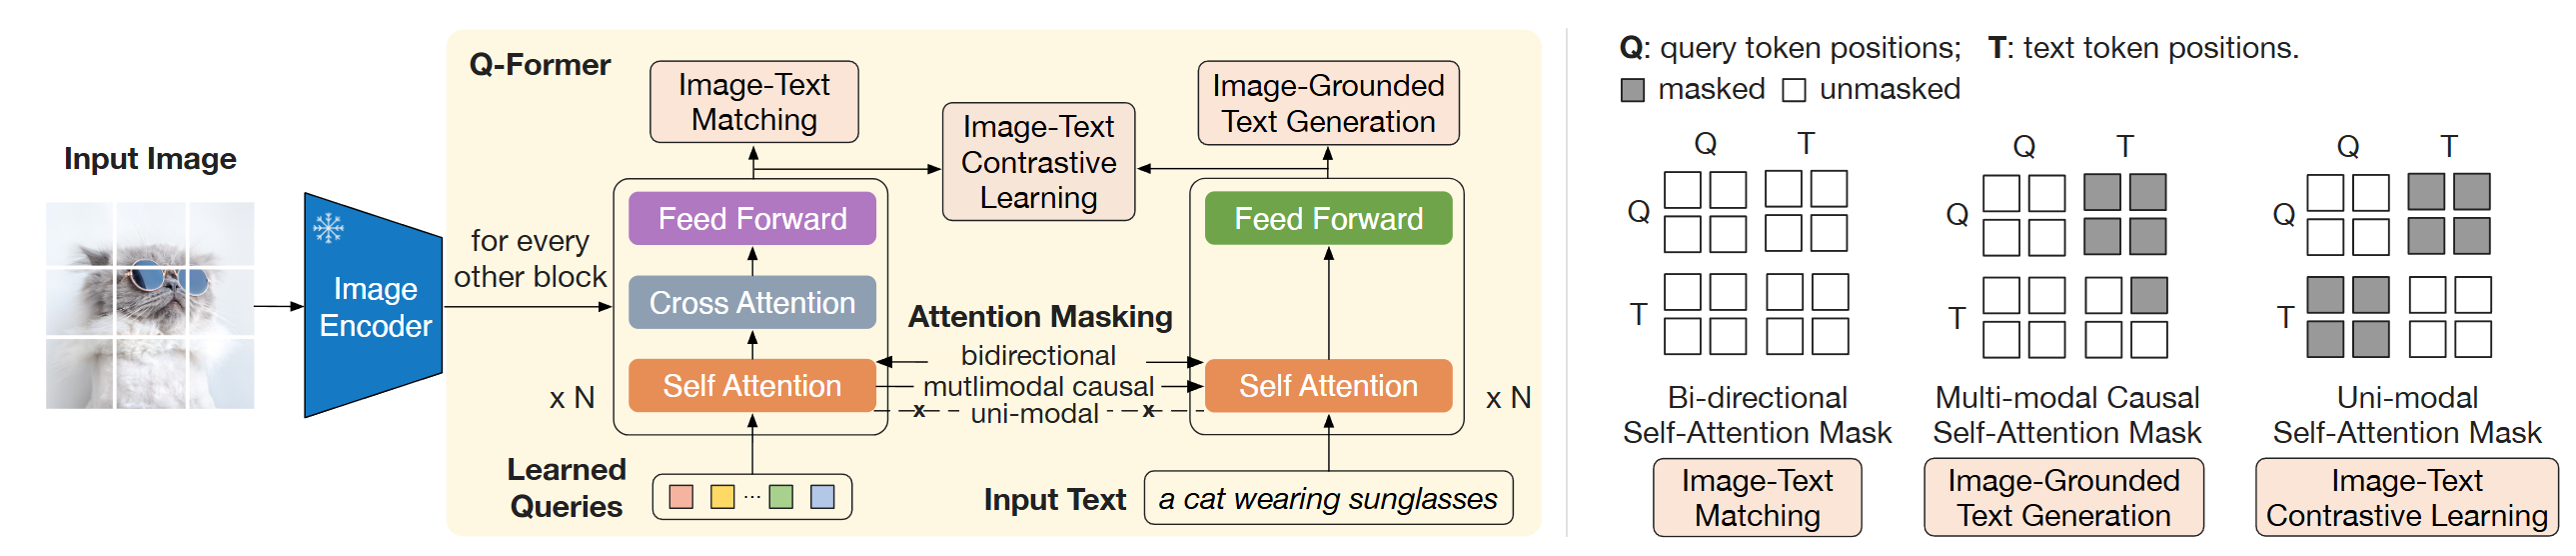 Input Image
Image
Encoder
for every
other block
Q-Former
Image-Text
Matching
Image-Text
Contrastive
Learning
Image-Grounded
Text Generation
Feed Forward
Cross Attention
Self Attention
x N
Attention Masking
bidirectional
mutlimodal causal
x uni-modal x
Feed Forward
Self Attention
x N
Learned
Queries
...
Input Text
a cat wearing sunglasses
Q: query token positions; T: text token positions.
masked unmasked
Q T
Q
T
Bi-directional
Self-Attention Mask
Image-Text
Matching
Q T
Q
T
Multi-modal Causal
Self-Attention Mask
Image-Grounded
Text Generation
Q T
Q
T
Uni-modal
Self-Attention Mask
Image-Text
Contrastive Learning